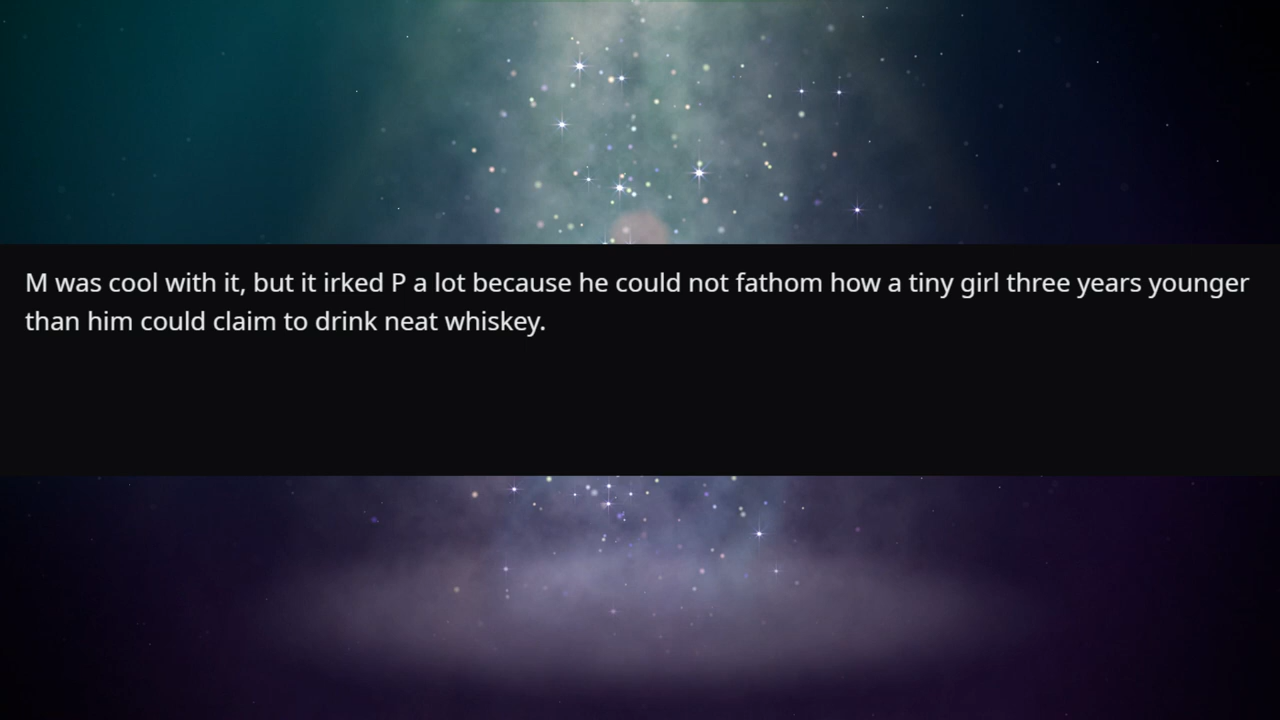 M was cool with it, but it irked P a lot because he could not fathom how a tiny girl three years younger
than him could claim to drink neat whiskey.